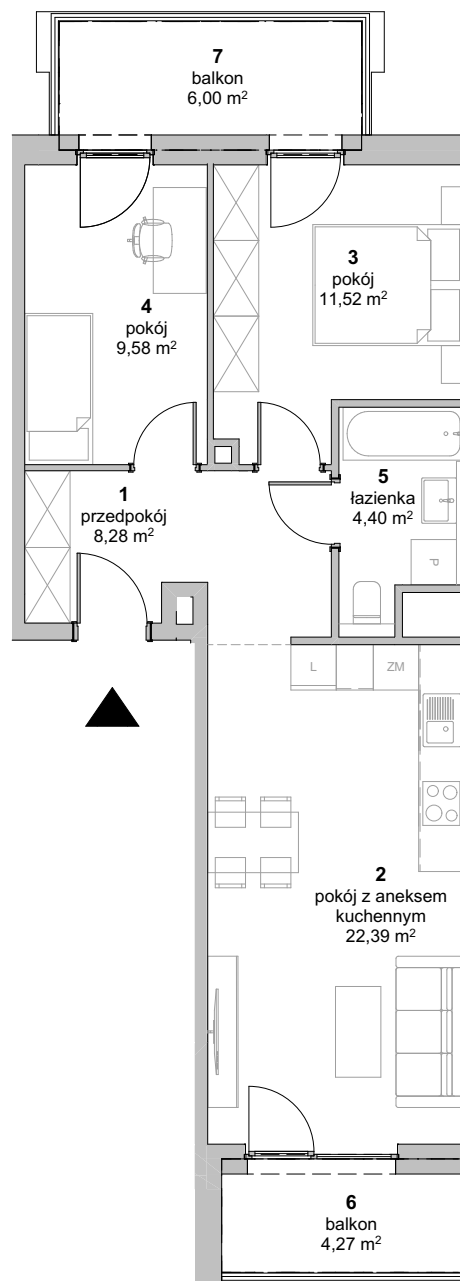 7
balkon
6,00 m²
3
pokój
11,52 m²
4
pokój
9,58 m²
5
łazienka
4,40 m²
1
przedpokój
8,28 m²
P
L
ZM
2
pokój z aneksem
kuchennym
22,39 m²
6
balkon
4,27 m²